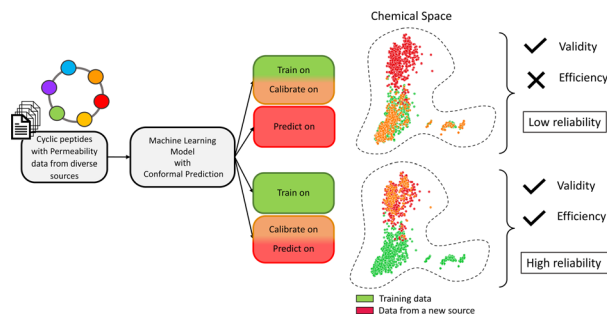 Chemical Space
Train on
Calibrate on
Predict on
Validity
Efficiency
Low reliability
Cyclic peptides
with Permeability
data from diverse
sources
Machine Learning
Model
with
Conformal Prediction
Train on
Calibrate on
Predict on
Validity
Efficiency
High reliability
Training data
Data from a new source